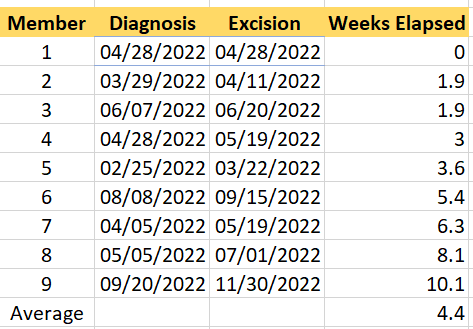 Member Diagnosis Excision Weeks Elapsed
1 04/28/2022 04/28/2022 0
2 03/29/2022 04/11/2022 1.9
3 06/07/2022 06/20/2022 1.9
4 04/28/2022 05/19/2022 3
5 02/25/2022 03/22/2022 3.6
6 08/08/2022 09/15/2022 5.4
7 04/05/2022 05/19/2022 6.3
8 05/05/2022 07/01/2022 8.1
9 09/20/2022 11/30/2022 10.1
Average 4.4